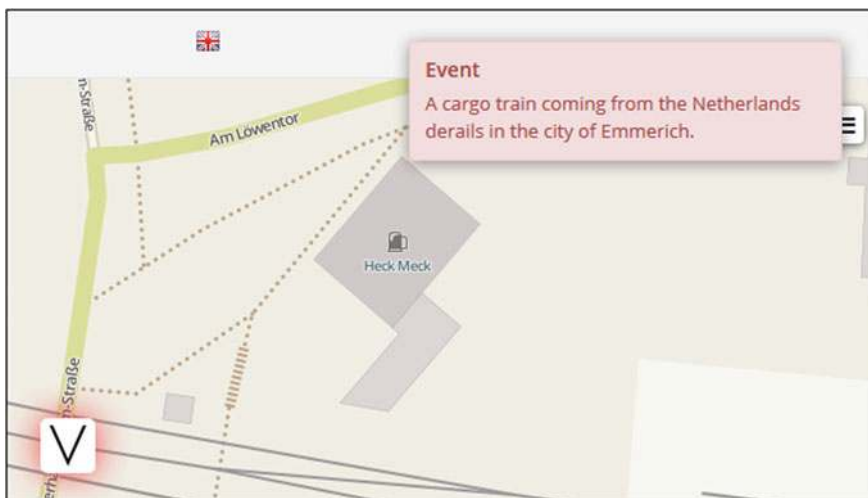 Event
A cargo train coming from the Netherlands
derails in the city of Emmerich.
n-Straße
Am Löwentor
Heck Meck
n-Straße
erh